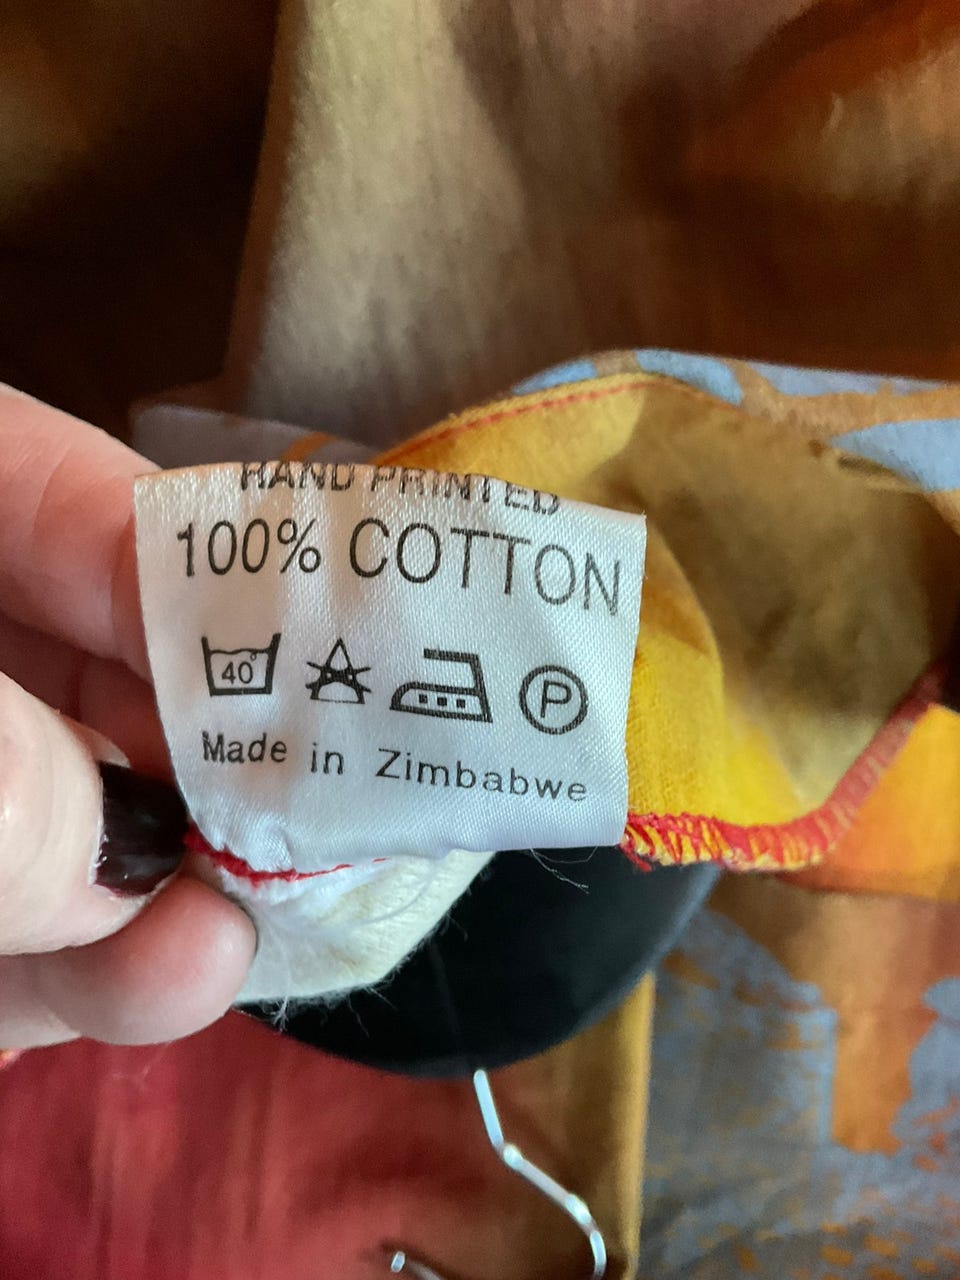 HAND PRINTED
100% COTTON
40°
P
Made in Zimbabwe